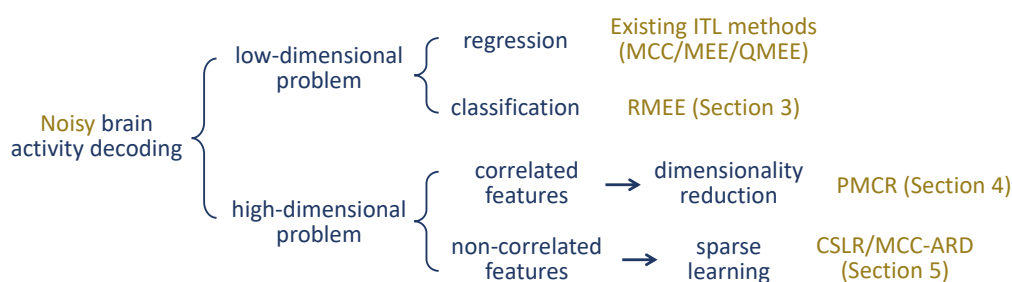 Noisy brain
activity decoding
low-dimensional
problem
regression
Existing ITL methods
(MCC/MEE/QMEE)
classification
RMEE (Section 3)
high-dimensional
problem
correlated
features
dimensionality
reduction
PMCR (Section 4)
non-correlated
features
sparse
learning
CSLR/MCC-ARD
(Section 5)